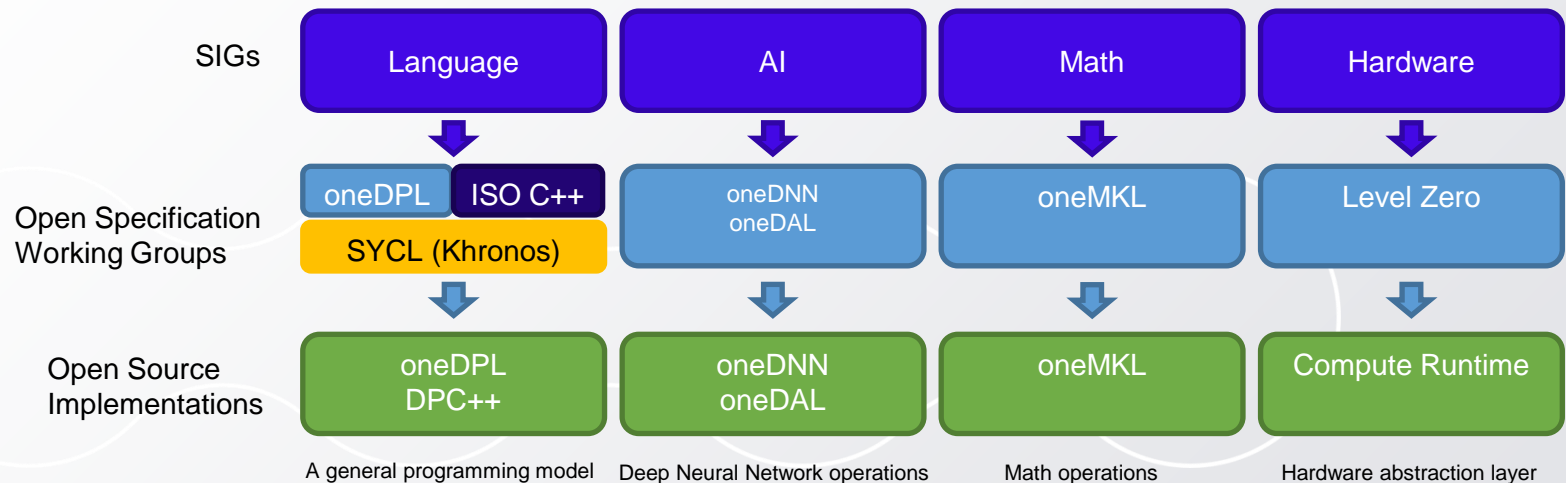 SIGs
Language
AI
Math
Hardware
Open Specification
Working Groups
oneDPL
ISO C++
SYCL (Khronos)
oneDNN
oneDAL
oneMKL
Level Zero
Open Source
Implementations
oneDPL
DPC++
oneDNN
oneDAL
oneMKL
Compute Runtime
A general programming model
Deep Neural Network operations
Math operations
Hardware abstraction layer